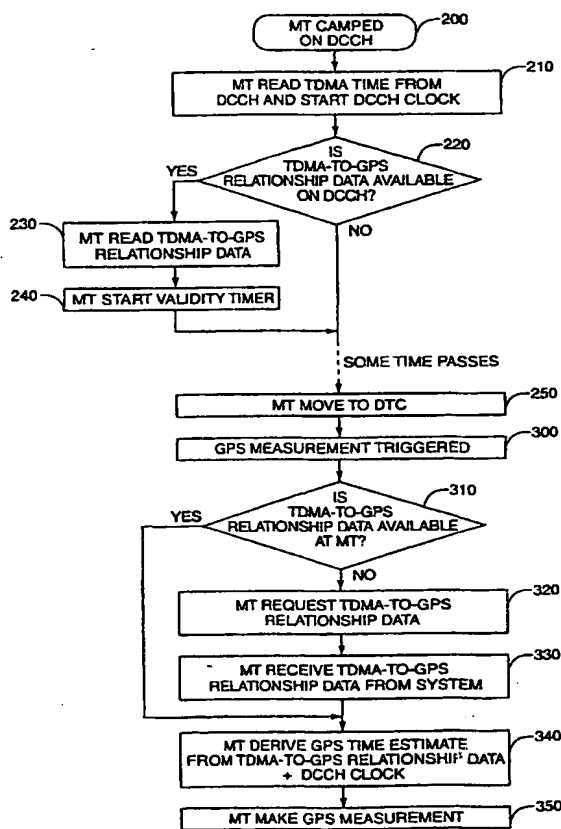 MT CAMPED
ON DCCH
200
MT READ TDMA TIME FROM
DCCH AND START DCCH CLOCK
210
IS
TDMA-TO-GPS
RELATIONSHIP DATA AVAILABLE
ON DCCH?
220
YES
NO
230
MT READ TDMA-TO-GPS
RELATIONSHIP DATA
240
MT START VALIDITY TIMER
SOME TIME PASSES
MT MOVE TO DTC
250
GPS MEASUREMENT TRIGGERED
300
IS
TDMA-TO-GPS
RELATIONSHIP DATA AVAILABLE
AT MT?
310
YES
NO
MT REQUEST TDMA-TO-GPS
RELATIONSHIP DATA
320
MT RECEIVE TDMA-TO-GPS
RELATIONSHIP DATA FROM SYSTEM
330
MT DERIVE GPS TIME ESTIMATE
FROM TDMA-TO-GPS RELATIONSHIP DATA
+ DCCH CLOCK
340
MT MAKE GPS MEASUREMENT
350